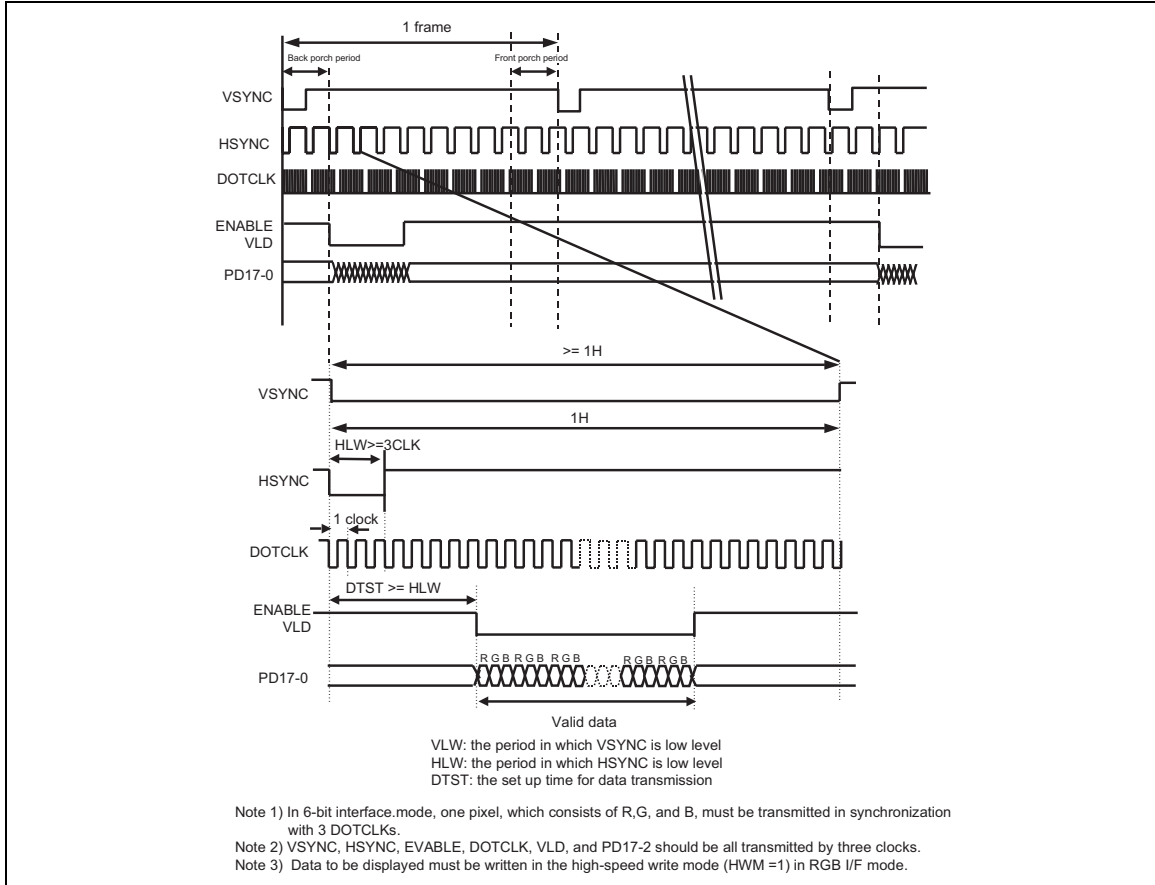 1 frame
Back porch period
Front porch period
VSYNC
HSYNC
DOTCLK
ENABLE
VLD
PD17-0
>= 1H
VSYNC
1H
HLW>=3CLK
HSYNC
1 clock
DOTCLK
DTST >= HLW
ENABLE
VLD
R G B R G B R G B R G B R G B
PD17-0
Valid data
VLW: the period in which VSYNC is low level
HLW: the period in which HSYNC is low level
DTST: the set up time for data transmission
Note 1) In 6-bit interface.mode, one pixel, which consists of R,G, and B, must be transmitted in synchronization
with 3 DOTCLKs.
Note 2) VSYNC, HSYNC, EVABLE, DOTCLK, VLD, and PD17-2 should be all transmitted by three clocks.
Note 3) Data to be displayed must be written in the high-speed write mode (HWM =1) in RGB I/F mode.